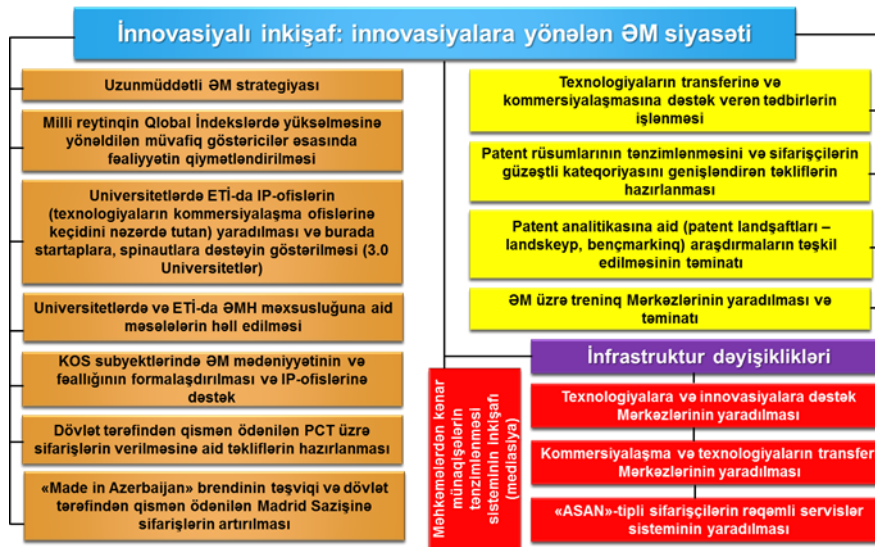 İnnovasiyalı inkişaf: innovasiyalara yönələn ƏM siyasəti
Uzunmüddətli ƏM strategiyası
Milli reytinqin Qlobal İndekslərdə yüksəlməsinə
yönəldilən müvafiq göstəricilər əsasında
fəaliyyətin qiymətləndirilməsi
Universitetlərdə ETİ-da IP-ofislərin
(texnologiyaların kommersiyalaşma ofislərinə
keçidini nəzərdə tutan) yaradılması və burada
startaplara, spinautlara dəstəyin göstərilməsi (3.0
Universitetlər)
Universitetlərdə və ETİ-da ƏMH məxsusluğuna aid
məsələlərin həll edilməsi
KOS subyektlərində ƏM mədəniyyətinin və
fəallığının formalaşdırılması və IP-ofislərinə
dəstək
Dövlət tərəfindən qismən ödənilən PCT üzrə
sifarişlərin verilməsinə aid təkliflərin hazırlanması
«Made in Azerbaijan» brendinin təşviqi və dövlət
tərəfindən qismən ödənilən Madrid Sazişinə
sifarişlərin artırılması
Texnologiyaların transferinə və
kommersiyalaşmasına dəstək verən tədbirlərin
işlənməsi
Patent rüsumlarının tənzimlənməsini və sifarişçilərin
güzəştli kateqoriyasını genişləndirən təkliflərin
hazırlanması
Patent analitikasına aid (patent landşaftları –
landskeyp, bençmarkinq) araşdırmaların təşkil
edilməsinin təminatı
ƏM üzrə treninq Mərkəzlərinin yaradılması və
təminatı
Məhkəmələrdən kənar
münaqişələrin
tənzimlənməsi
sisteminin inkişafı
(mediasiya)
İnfrastruktur dəyişiklikləri
Texnologiyalara və innovasiyalara dəstək
Mərkəzlərinin yaradılması
Kommersiyalaşma və texnologiyaların transfer
Mərkəzlərinin yaradılması
«ASAN»-tipli sifarişçilərin rəqəmli servislər
sisteminin yaradılması